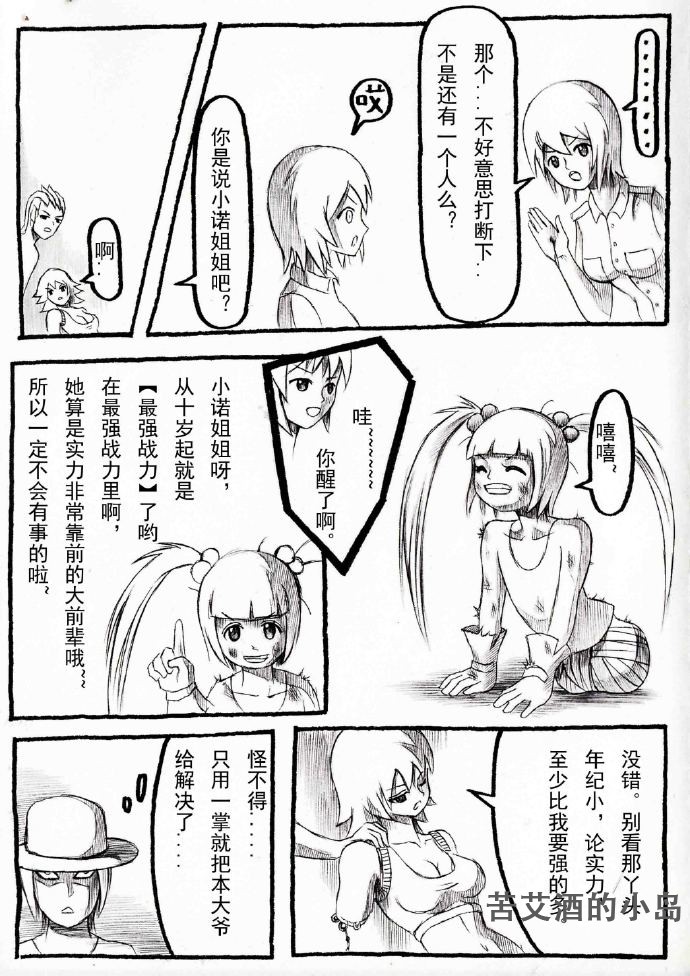 ………
那个...不好意思打断下..
不是还有一个人么？
哎
你是说小诺姐姐吧？
啊..
嘻嘻~
哇~~~~~~~
你醒了啊。
小诺姐姐呀，
从十岁起就是
【最强战力】了哟
在最强战力里啊，
她算是实力非常靠前的大前辈哦~~
所以一定不会有事的啦~
没错。别看那丫头
年纪小，论实力
至少比我要强的多。
怪不得.....
只用一掌就把本大爷
给解决了....
苦艾酒的小岛